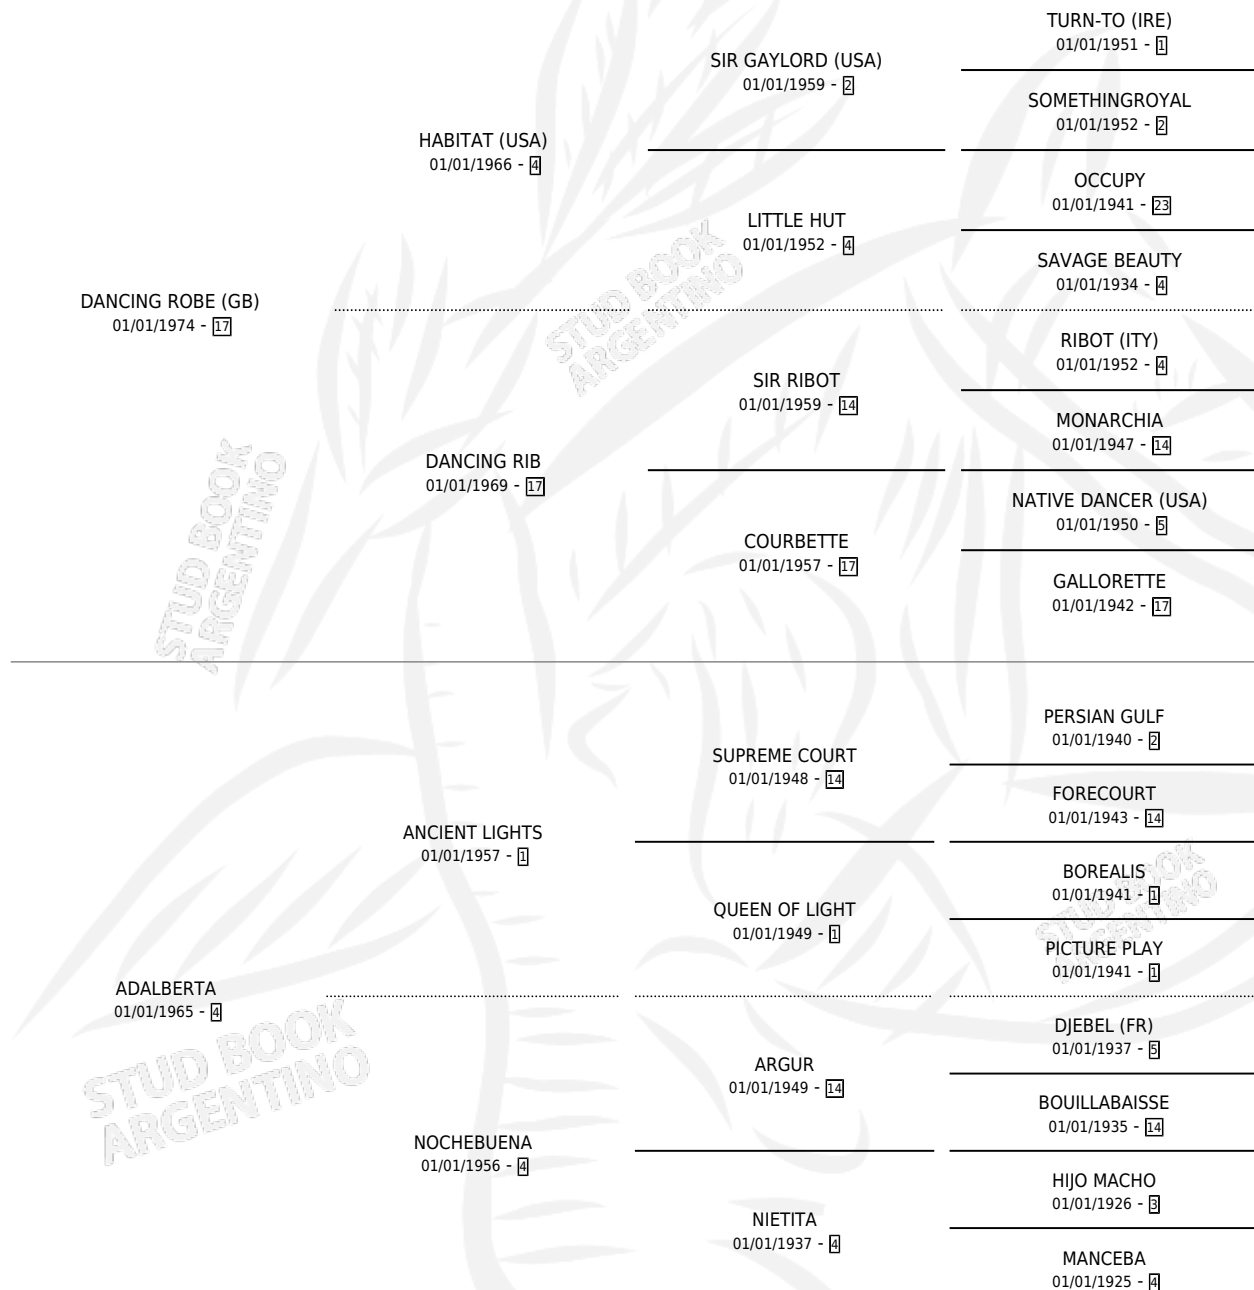 TURN-TO (IRE)
01/01/1951 - 1
SIR GAYLORD (USA)
01/01/1959 - 2
SOMETHINGROYAL
01/01/1952 - 2
HABITAT (USA)
01/01/1966 - 4
OCCUPY
01/01/1941 - 23
LITTLE HUT
01/01/1952 - 4
SAVAGE BEAUTY
01/01/1934 - 4
DANCING ROBE (GB)
01/01/1974 - 17
RIBOT (ITY)
01/01/1952 - 4
SIR RIBOT
01/01/1959 - 14
MONARCHIA
01/01/1947 - 14
DANCING RIB
01/01/1969 - 17
NATIVE DANCER (USA)
01/01/1950 - 5
COURBETTE
01/01/1957 - 17
GALLORETTE
01/01/1942 - 17
PERSIAN GULF
01/01/1940 - 2
SUPREME COURT
01/01/1948 - 14
FORECOURT
01/01/1943 - 14
ANCIENT LIGHTS
01/01/1957 - 1
BOREALIS
01/01/1941 - 1
QUEEN OF LIGHT
01/01/1949 - 1
PICTURE PLAY
01/01/1941 - 1
ADALBERTA
01/01/1965 - 4
DJEBEL (FR)
01/01/1937 - 5
ARGUR
01/01/1949 - 14
BOUILLABAISSE
01/01/1935 - 14
NOCHEBUENA
01/01/1956 - 4
HIJO MACHO
01/01/1926 - 3
NIETITA
01/01/1937 - 4
MANCEBA
01/01/1925 - 4
STUD BOOK
ARGENTINO
STUD BOOK
ARGENTINO
STUD BOOK
ARGENTINO
STUD BOOK
ARGENTINO